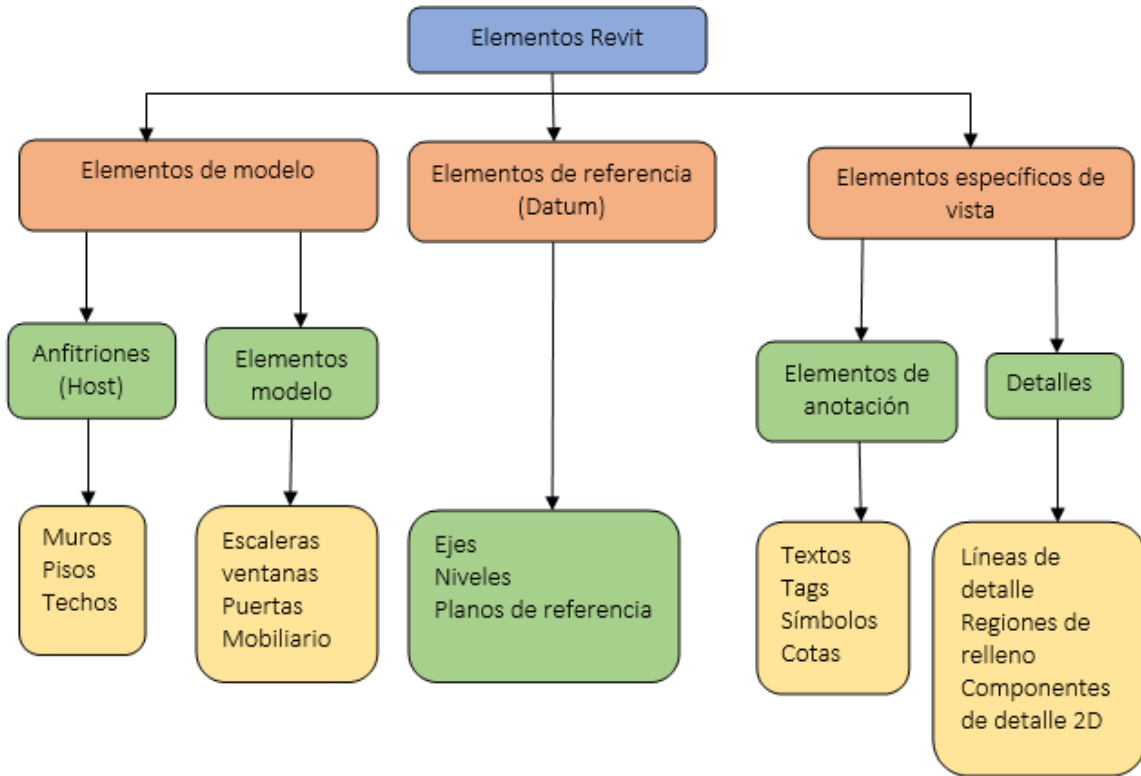 Elementos Revit
Elementos de modelo
Elementos de referencia
(Datum)
Elementos específicos de
vista
Anfitriones
(Host)
Elementos
modelo
Elementos de
anotación
Detalles
Muros
Pisos
Techos
Escaleras
ventanas
Puertas
Mobiliario
Ejes
Niveles
Planos de referencia
Textos
Tags
Símbolos
Cotas
Líneas de
detalle
Regiones de
relleno
Componentes
de detalle 2D